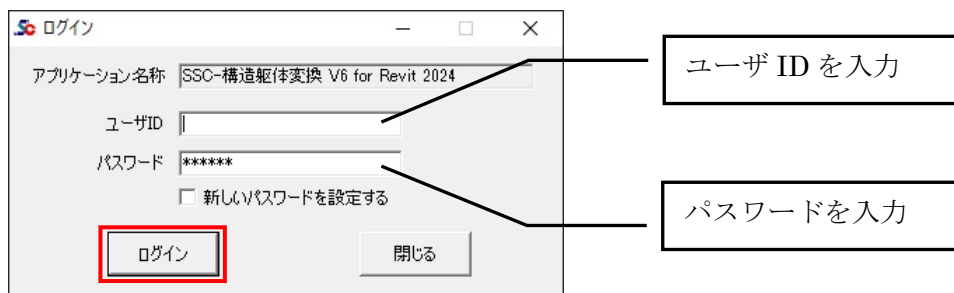 Sc ログイン
アプリケーション名称 SSC-構造躯体変換 V6 for Revit 2024
ユーザ ID を入力
ユーザID
パスワード ******
新しいパスワードを設定する
パスワードを入力
ログイン 閉じる